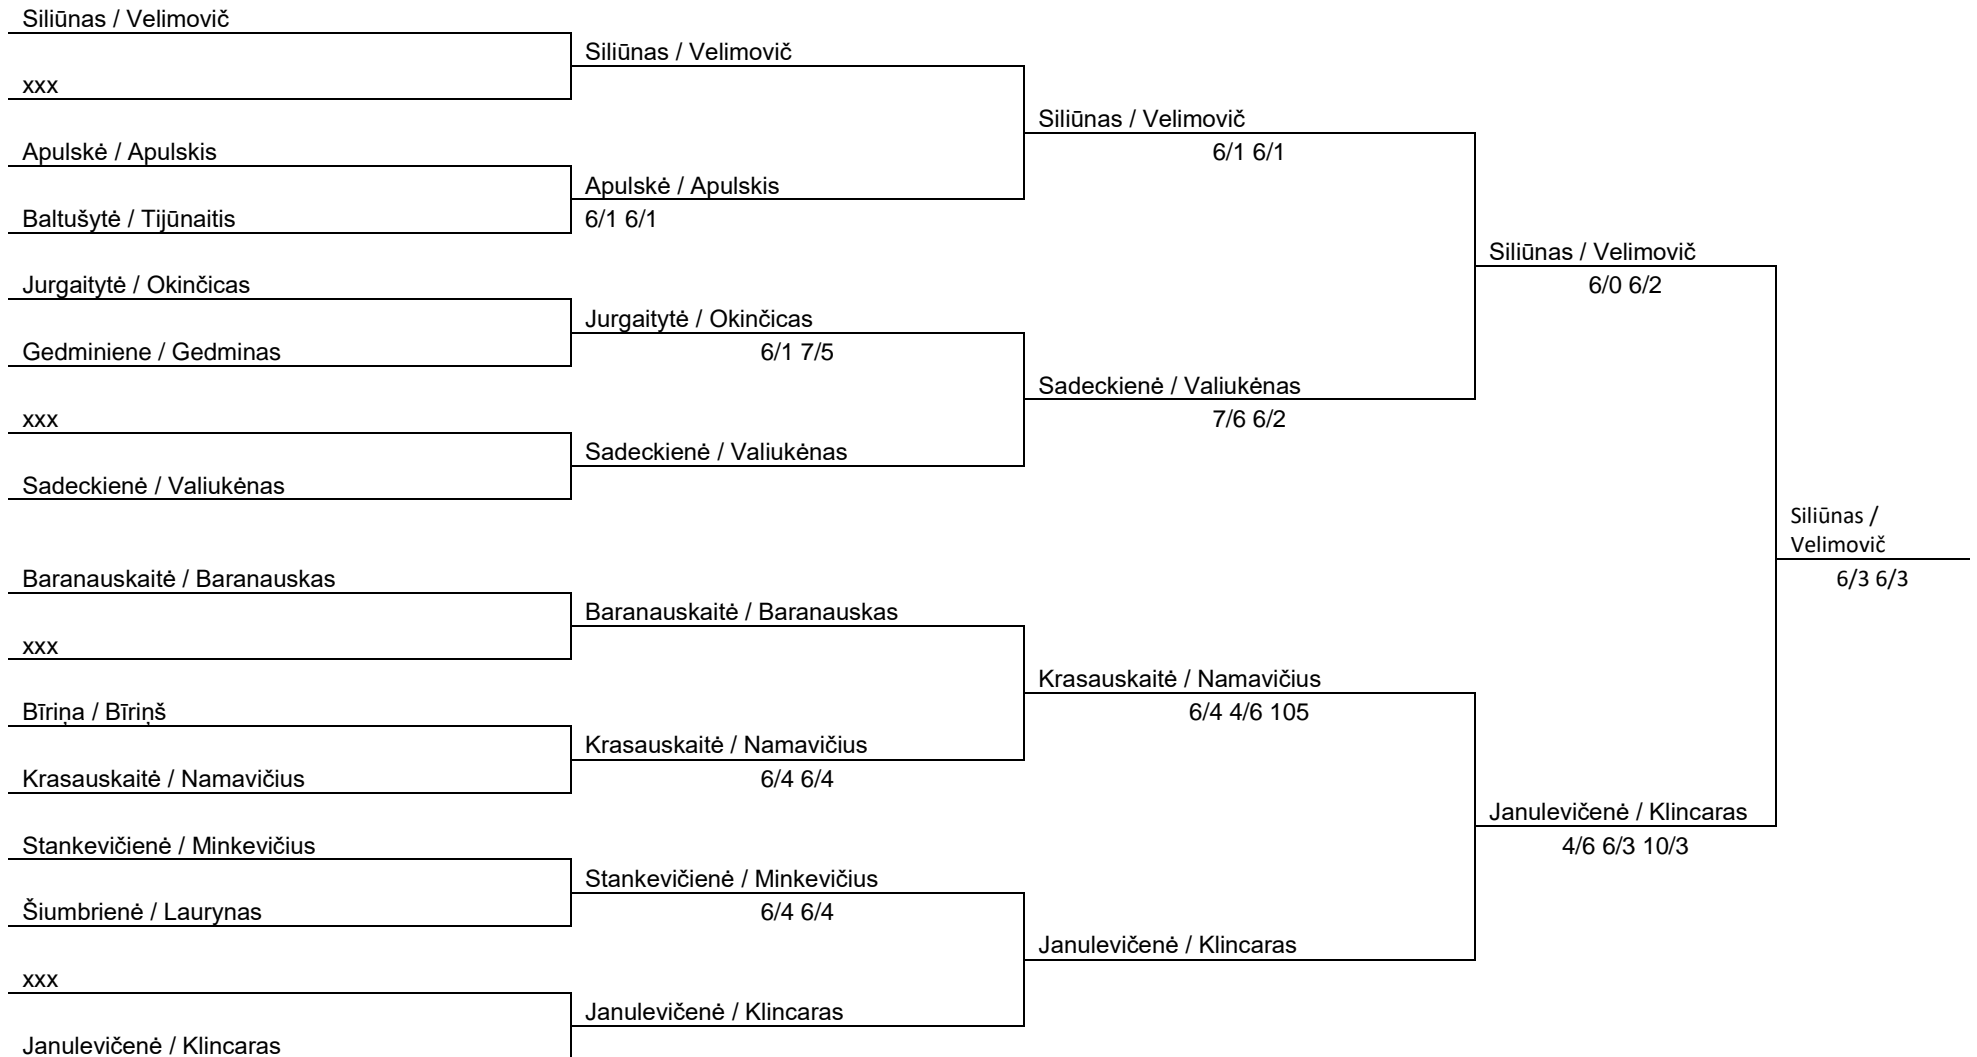 Siliūnas / Velimovič
Siliūnas / Velimovič
xxx
Siliūnas / Velimovič
Apulskė / Apulskis
6/1 6/1
Apulskė / Apulskis
Baltušytė / Tijūnaitis
6/1 6/1
Siliūnas / Velimovič
Jurgaitytė / Okinčicas
6/0 6/2
Jurgaitytė / Okinčicas
Gedminiene / Gedminas
6/1 7/5
Sadeckienė / Valiukėnas
xxx
7/6 6/2
Sadeckienė / Valiukėnas
Sadeckienė / Valiukėnas
Siliūnas /
Velimovič
Baranauskaitė / Baranauskas
6/3 6/3
Baranauskaitė / Baranauskas
xxx
Krasauskaitė / Namavičius
Bīriņa / Bīriņš
6/4 4/6 105
Krasauskaitė / Namavičius
Krasauskaitė / Namavičius
6/4 6/4
Janulevičenė / Klincaras
Stankevičienė / Minkevičius
4/6 6/3 10/3
Stankevičienė / Minkevičius
Šiumbrienė / Laurynas
6/4 6/4
Janulevičenė / Klincaras
xxx
Janulevičenė / Klincaras
Janulevičenė / Klincaras